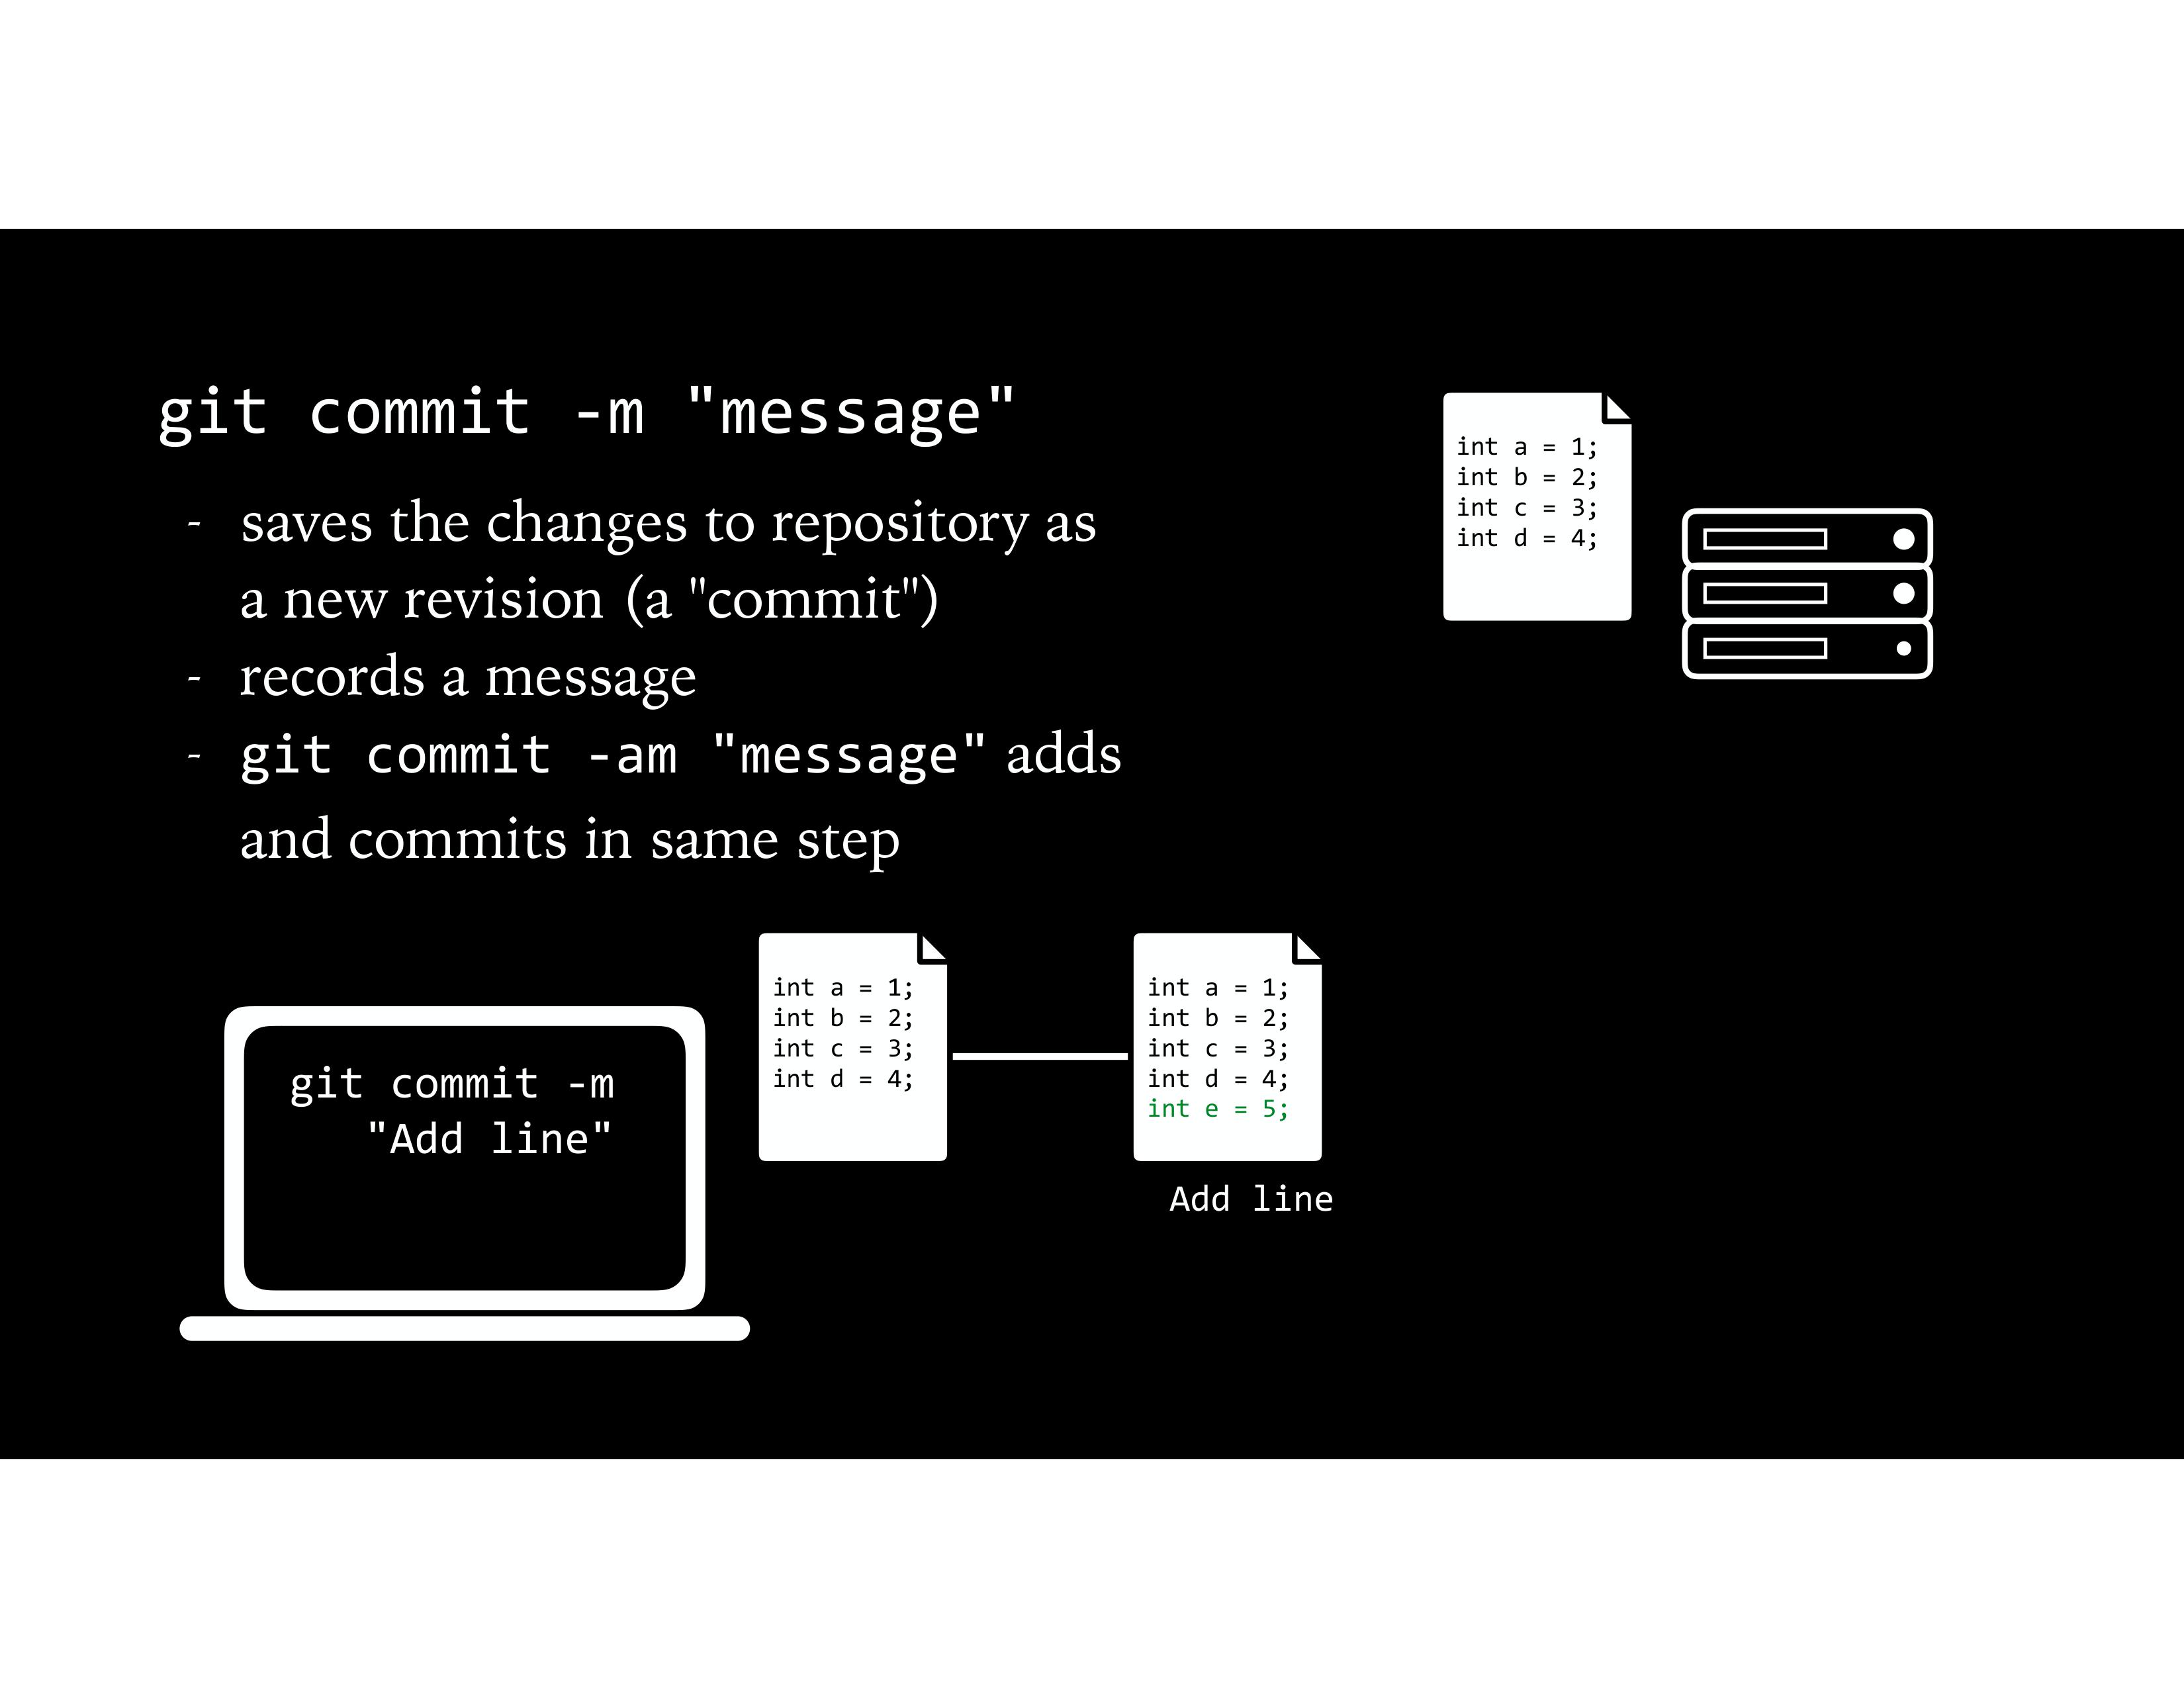 git commit -m "message"
- saves the changes to repository as
a new revision (a "commit")
- records a message
- git commit -am "message" adds
and commits in same step
int a = 1;
int b = 2;
int c = 3;
int d = 4;
git commit -m
"Add line"
int a = 1;
int b = 2;
int c = 3;
int d = 4;
int a = 1;
int b = 2;
int c = 3;
int d = 4;
int e = 5;
Add line